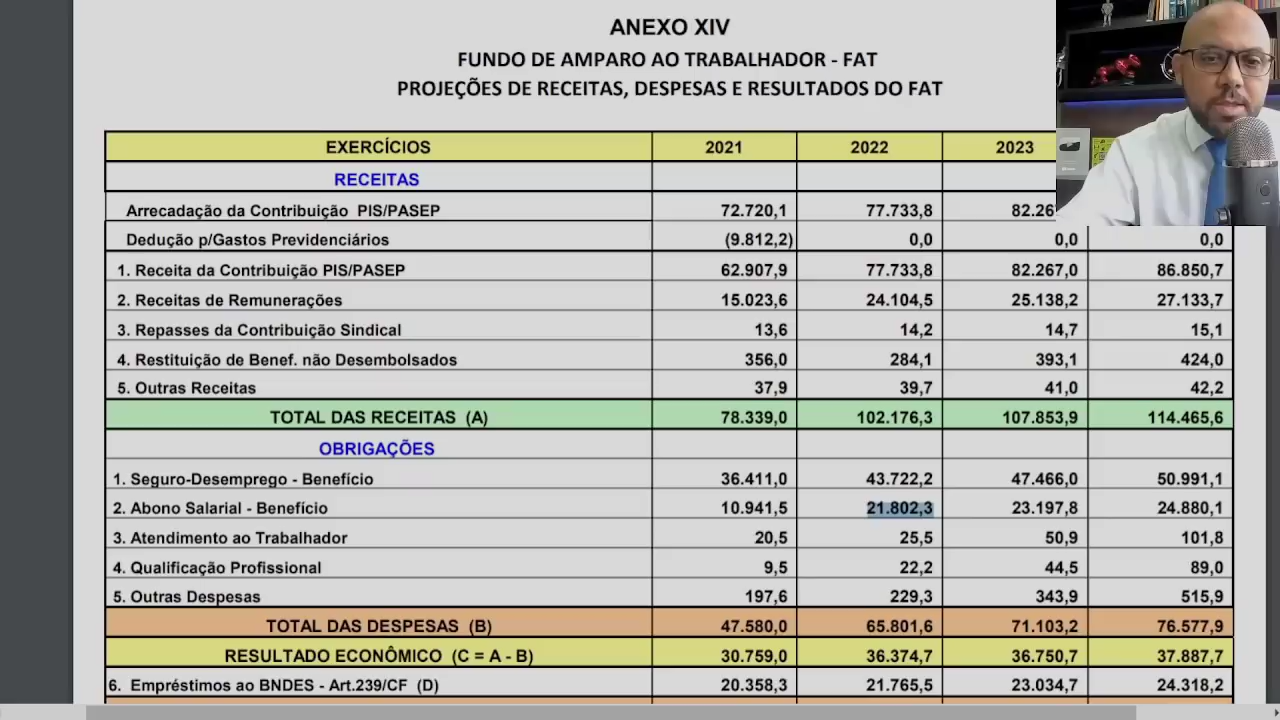 ANEXO XIV
FUNDO DE AMPARO AO TRABALHADOR - FAT
PROJEÇÕES DE RECEITAS, DESPESAS E RESULTADOS DO FAT
EXERCÍCIOS 2021 2022 2023
RECEITAS
Arrecadação da Contribuição PIS/PASEP 72.720,1 77.733,8 82.26
Dedução p/Gastos Previdenciários (9.812,2) 0,0 0,0 0,0
1. Receita da Contribuição PIS/PASEP 62.907,9 77.733,8 82.267,0 86.850,7
2. Receitas de Remunerações 15.023,6 24.104,5 25.138,2 27.133,7
3. Repasses da Contribuição Sindical 13,6 14,2 14,7 15,1
4. Restituição de Benef. não Desembolsados 356,0 284,1 393,1 424,0
5. Outras Receitas 37,9 39,7 41,0 42,2
TOTAL DAS RECEITAS (A) 78.339,0 102.176,3 107.853,9 114.465,6
OBRIGAÇÕES
1. Seguro-Desemprego - Benefício 36.411,0 43.722,2 47.466,0 50.991,1
2. Abono Salarial - Benefício 10.941,5 21.802,3 23.197,8 24.880,1
3. Atendimento ao Trabalhador 20,5 25,5 50,9 101,8
4. Qualificação Profissional 9,5 22,2 44,5 89,0
5. Outras Despesas 197,6 229,3 343,9 515,9
TOTAL DAS DESPESAS (B) 47.580,0 65.801,6 71.103,2 76.577,9
RESULTADO ECONÔMICO (C = A - B) 30.759,0 36.374,7 36.750,7 37.887,7
6. Empréstimos ao BNDES - Art.239/CF (D) 20.358,3 21.765,5 23.034,7 24.318,2